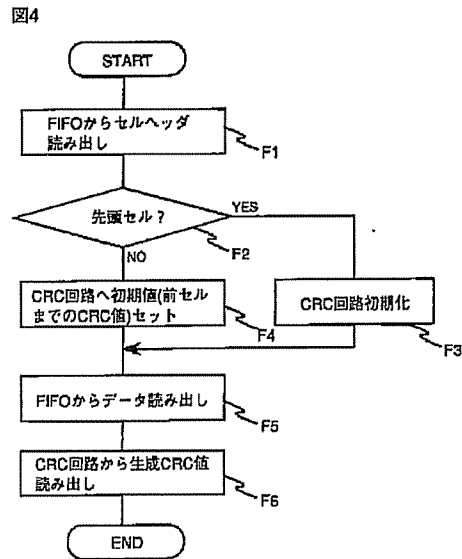 図4
START
FIFOからセルヘッダ
読み出し
F1
先頭セル?
YES
F2
NO
CRC回路へ初期値(前セル
までのCRC値)セット
F4
CRC回路初期化
F3
FIFOからデータ読み出し
F5
CRC回路から生成CRC値
読み出し
F6
END